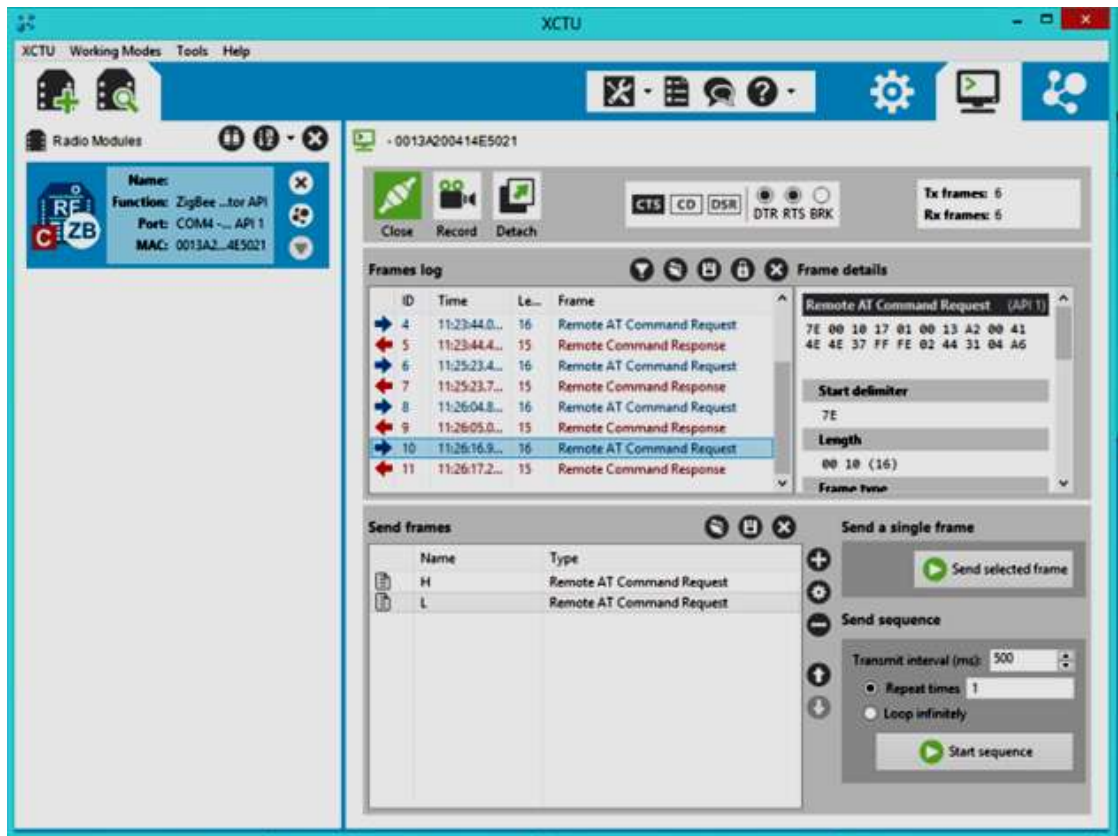 XCTU
XCTU Working Modes Tools Help
Radio Modules
Name:
Function: ZigBee ...tor API
Port: COM4 -... API 1
MAC: 0013A2...4E5021
RF
ZB
C
- 0013A200414E5021
Close Record Detach
CTS CD DSR DTR RTS BRK
Tx frames: 6
Rx frames: 6
Frames log
ID Time Le... Frame
4 11:23:44.0... 16 Remote AT Command Request
5 11:23:44.4... 15 Remote Command Response
6 11:25:23.4... 16 Remote AT Command Request
7 11:25:23.7... 15 Remote Command Response
8 11:26:04.8... 16 Remote AT Command Request
9 11:26:05.0... 15 Remote Command Response
10 11:26:16.9... 16 Remote AT Command Request
11 11:26:17.2... 15 Remote Command Response
Frame details
Remote AT Command Request (API 1)
7E 00 10 17 01 00 13 A2 00 41
4E 4E 37 FF FE 02 44 31 04 A6
Start delimiter
7E
Length
00 10 (16)
Frame type
Send frames
Name Type
H Remote AT Command Request
L Remote AT Command Request
Send a single frame
Send selected frame
Send sequence
Transmit interval (ms): 500
Repeat times 1
Loop infinitely
Start sequence